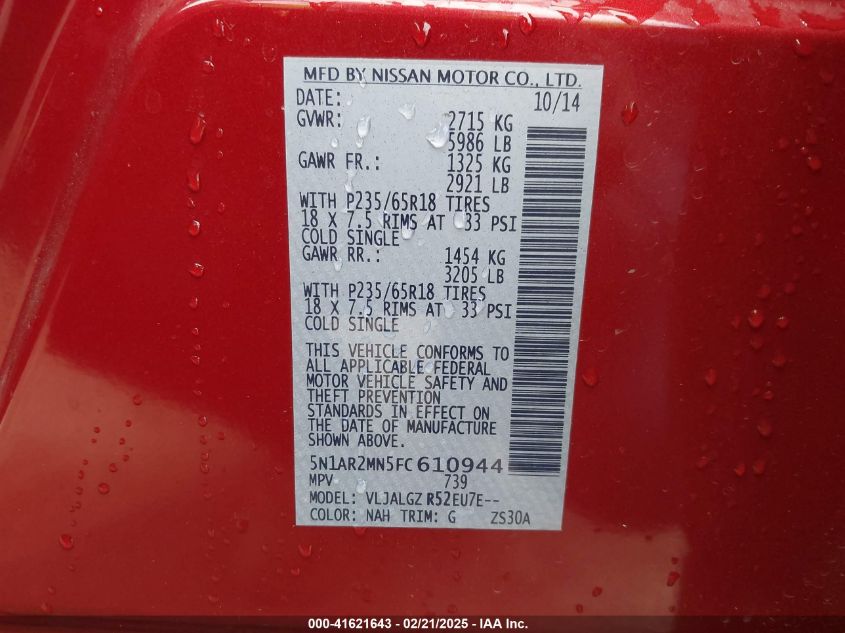 MFD BY NISSAN MOTOR CO., LTD.
DATE: 10/14
GVWR: 2715 KG
5986 LB
GAWR FR.: 1325 KG
2921 LB
WITH P235/65R18 TIRES
18 X 7.5 RIMS AT 33 PSI
COLD SINGLE
GAWR RR.: 1454 KG
3205 LB
WITH P235/65R18 TIRES
18 X 7.5 RIMS AT 33 PSI
COLD SINGLE
THIS VEHICLE CONFORMS TO
ALL APPLICABLE FEDERAL
MOTOR VEHICLE SAFETY AND
THEFT PREVENTION
STANDARDS IN EFFECT ON
THE DATE OF MANUFACTURE
SHOWN ABOVE.
5N1AR2MN5FC610944
MPV 739
MODEL: VLJALGZ R52EU7E--
COLOR: NAH TRIM: G ZS30A
000-41621643 - 02/21/2025 - IAA Inc.